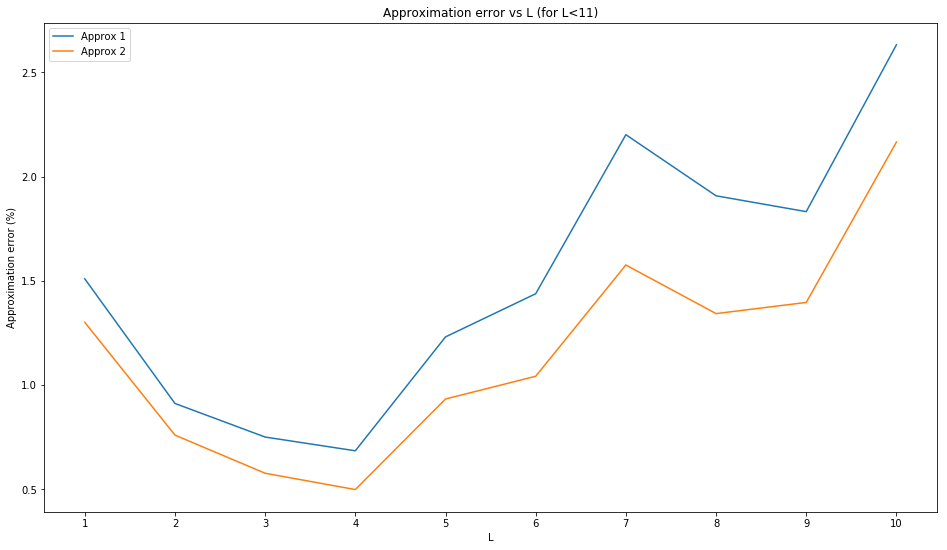 Approximation error vs L (for L<11)
Approx 1
Approx 2
Approximation error (%)
2.5
2.0
1.5
1.0
0.5
1 2 3 4 5 6 7 8 9 10
L